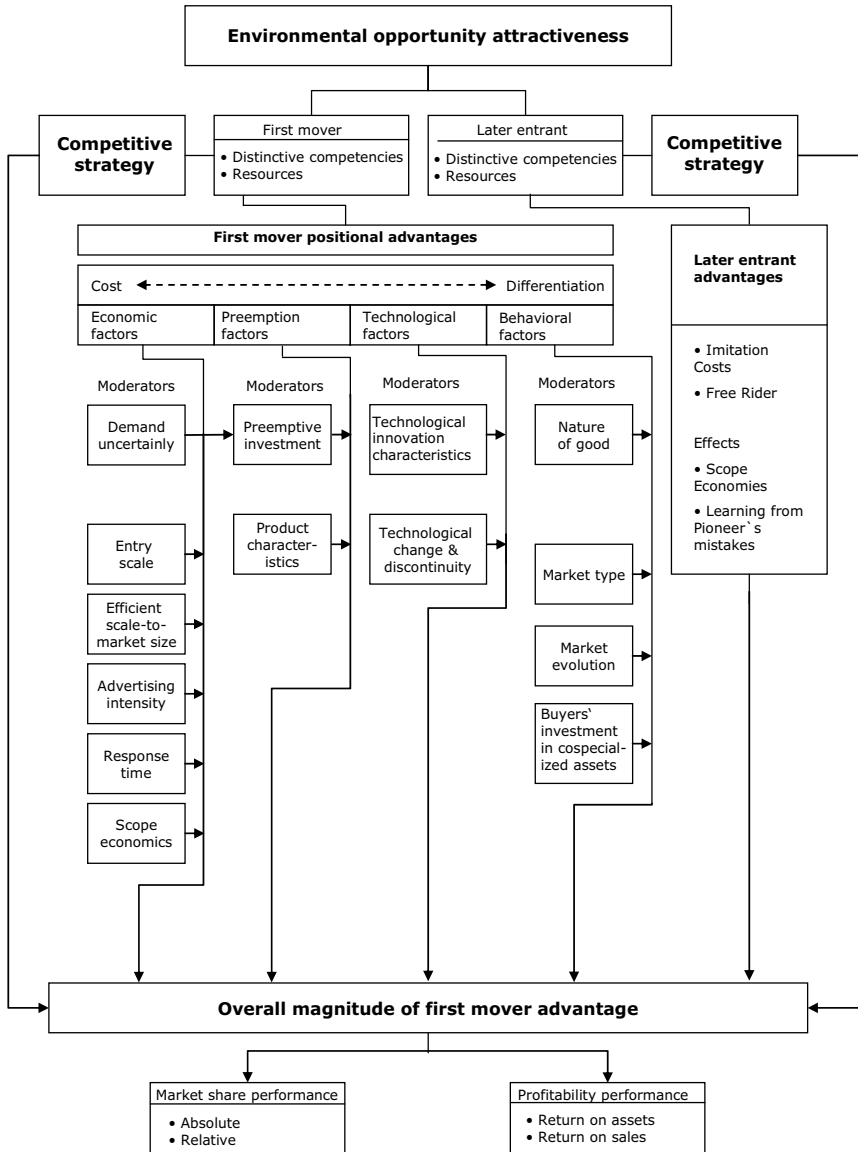 Environmental opportunity attractiveness
Competitive
strategy
First mover
• Distinctive competencies
• Resources
Later entrant
• Distinctive competencies
• Resources
Competitive
strategy
First mover positional advantages
Cost
Differentiation
Economic
factors
Preemption
factors
Technological
factors
Behavioral
factors
Later entrant
advantages
• Imitation
Costs
• Free Rider
Effects
• Scope
Economies
• Learning from
Pioneer`s
mistakes
Moderators
Demand
uncertainly
Entry
scale
Efficient
scale-to-
market size
Advertising
intensity
Response
time
Scope
economics
Moderators
Preemptive
investment
Product
character-
istics
Moderators
Technological
innovation
characteristics
Technological
change &
discontinuity
Moderators
Nature
of good
Market type
Market
evolution
Buyers‘
investment
in cospecial-
ized assets
Overall magnitude of first mover advantage
Market share performance
• Absolute
• Relative
Profitability performance
• Return on assets
• Return on sales